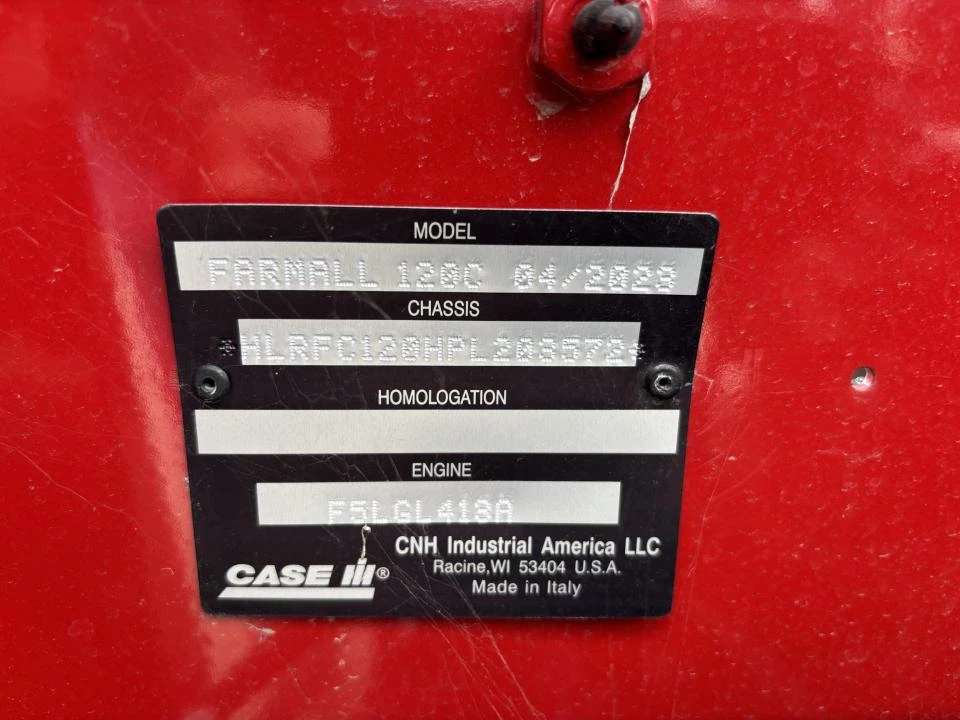 MODEL
FARMALL 120C 04/2023
CHASSIS
*HLRFC120HPL208572*
HOMOLOGATION
ENGINE
F5LGL413A
CNH Industrial America LLC
Racine,WI 53404 U.S.A.
Made in Italy
CASE IH®